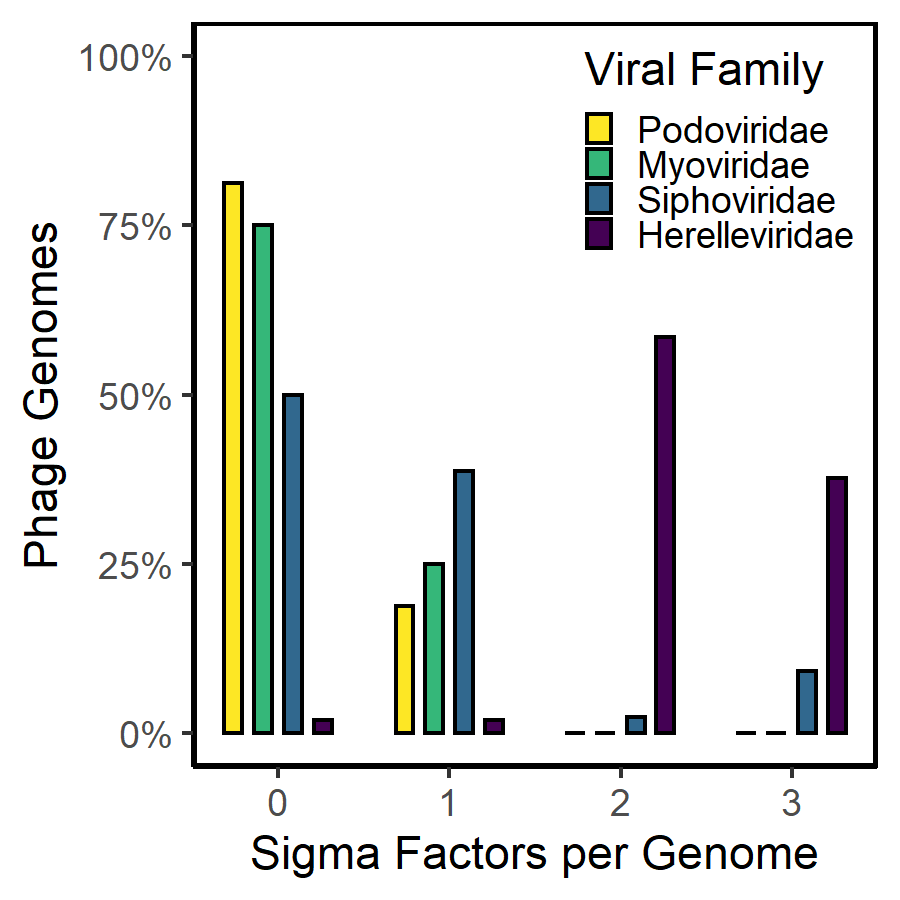 100%
75%
50%
25%
0%
Phage Genomes
Viral Family
Podoviridae
Myoviridae
Siphoviridae
Herelleviridae
0 1 2 3
Sigma Factors per Genome